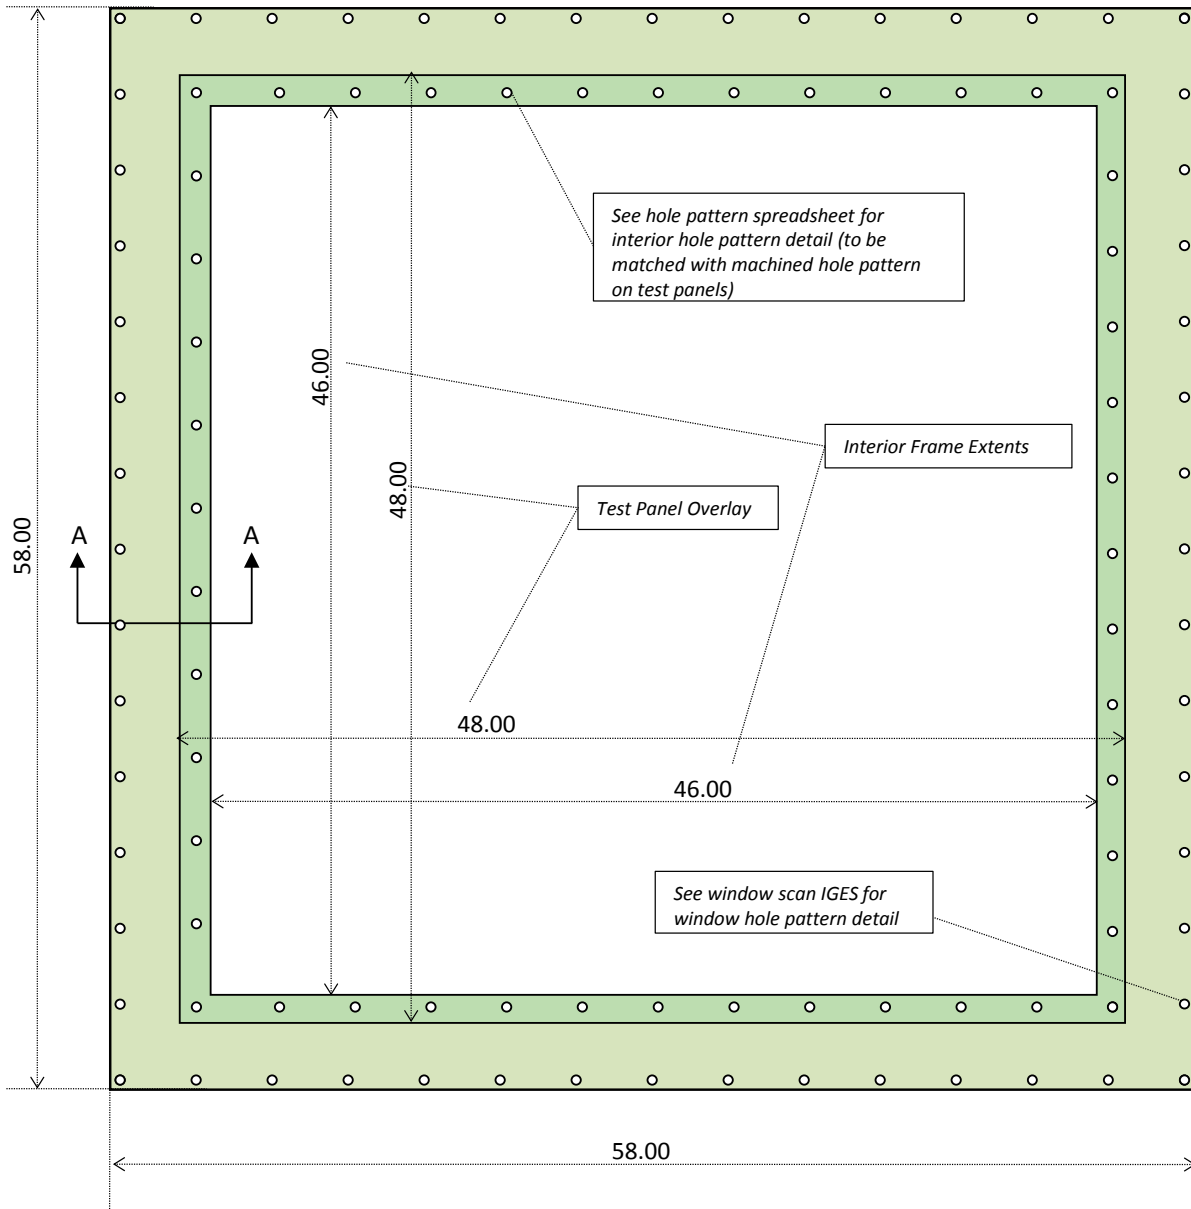 See hole pattern spreadsheet for
interior hole pattern detail (to be
matched with machined hole pattern
on test panels)
46.00
Interior Frame Extents
48.00
Test Panel Overlay
58.00
A
A
48.00
46.00
See window scan IGES for
window hole pattern detail
58.00